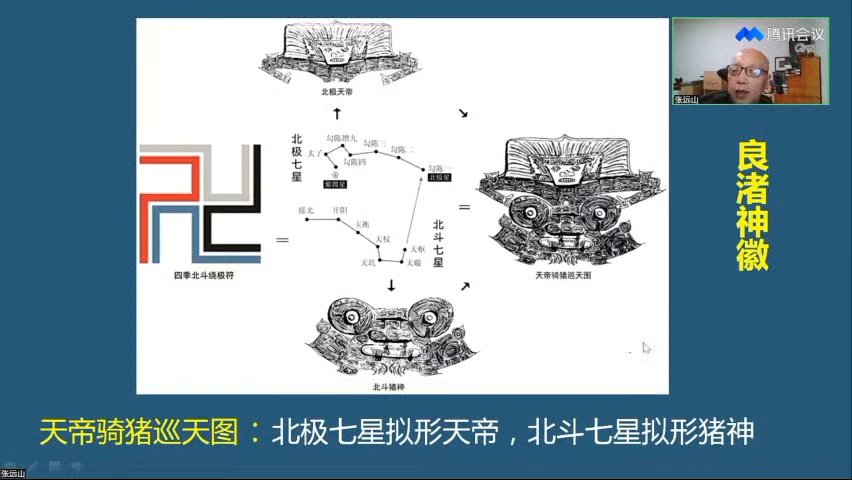 腾讯会议
张远山
良渚神徽
北极天帝
北极七星
勾陈增九
勾陈三
勾陈二
太子
勾陈四
勾陈一
北极星
紫微星
摇光
开阳
玉衡
天权
天玑
天璇
天枢
北斗七星
四季北斗绕极符
天帝骑猪巡天图
北斗猪神
天帝骑猪巡天图：北极七星拟形天帝，北斗七星拟形猪神
张远山